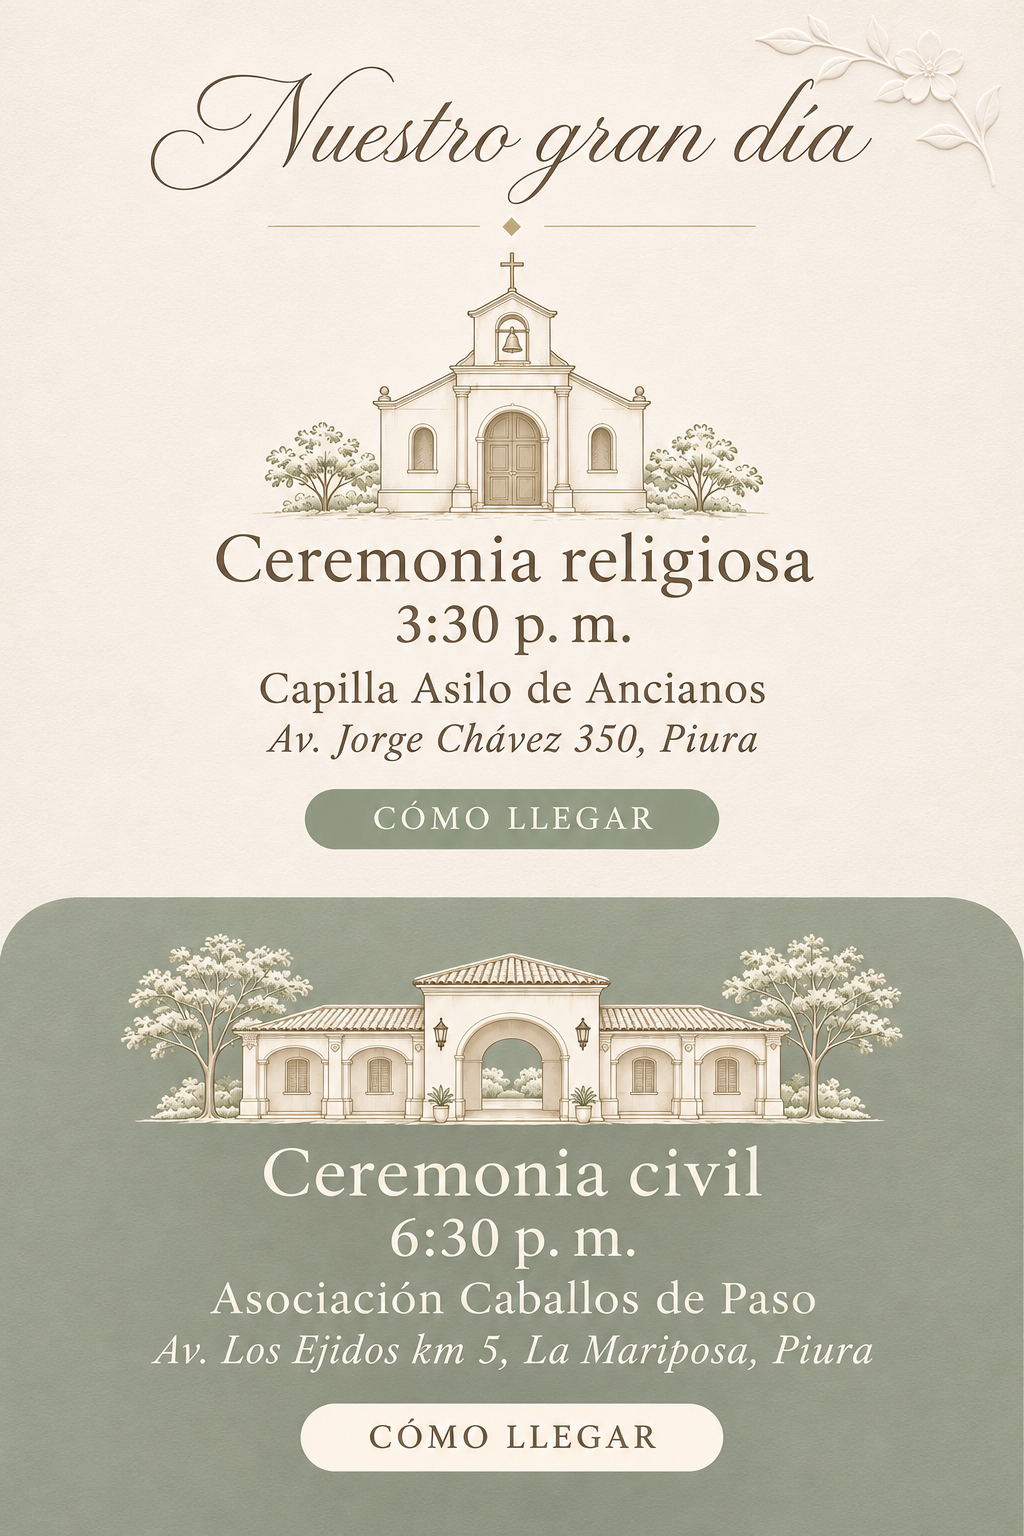 Nuestro gran día
Ceremonia religiosa
3:30 p. m.
Capilla Asilo de Ancianos
Av. Jorge Chávez 350, Piura
CÓMO LLEGAR
Ceremonia civil
6:30 p. m.
Asociación Caballos de Paso
Av. Los Ejidos km 5, La Mariposa, Piura
CÓMO LLEGAR